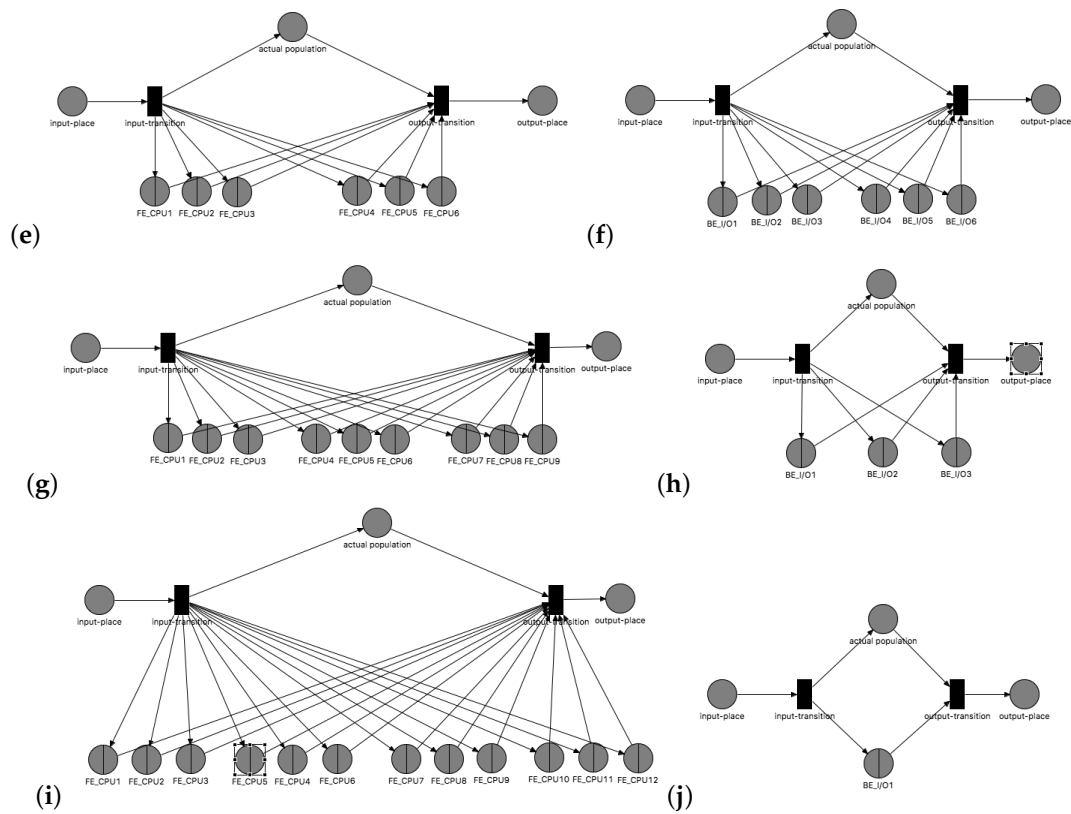 actual population
input-place
input-transition
output-transition
output-place
FE_CPU1
FE_CPU2
FE_CPU3
FE_CPU4
FE_CPU5
FE_CPU6
(e)
actual population
input-place
input-transition
output-transition
output-place
BE_I/O1
BE_I/O2
BE_I/O3
BE_I/O4
BE_I/O5
BE_I/O6
(f)
actual population
input-place
input-transition
output-transition
output-place
FE_CPU1
FE_CPU2
FE_CPU3
FE_CPU4
FE_CPU5
FE_CPU6
FE_CPU7
FE_CPU8
FE_CPU9
(g)
actual population
input-place
input-transition
output-transition
output-place
BE_I/O1
BE_I/O2
BE_I/O3
(h)
actual population
input-place
input-transition
output-transition
output-place
FE_CPU1
FE_CPU2
FE_CPU3
FE_CPU5
FE_CPU4
FE_CPU6
FE_CPU7
FE_CPU8
FE_CPU9
FE_CPU10
FE_CPU11
FE_CPU12
(i)
actual population
input-place
input-transition
output-transition
output-place
BE_I/O1
(j)